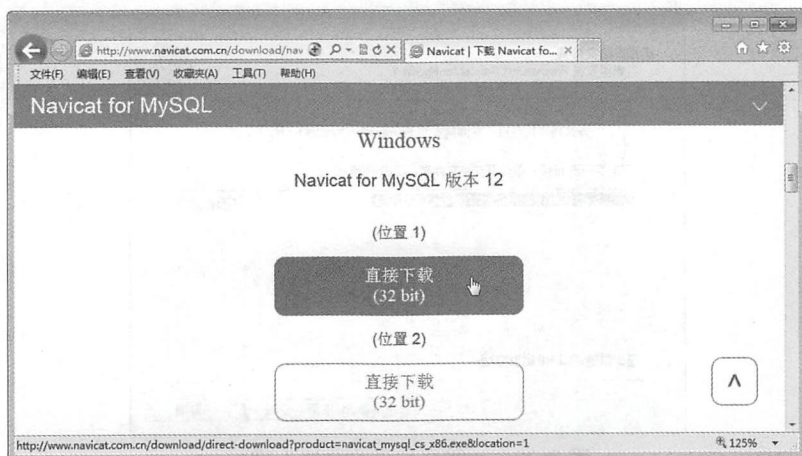 http://www.navicat.com.cn/download/nav
Navicat | 下载 Navicat fo...
文件(F) 编辑(E) 查看(V) 收藏夹(A) 工具(T) 帮助(H)
Navicat for MySQL
Windows
Navicat for MySQL 版本 12
(位置 1)
直接下载
(32 bit)
(位置 2)
直接下载
(32 bit)
http://www.navicat.com.cn/download/direct-download?product=navicat_mysql_cs_x86.exe&location=1
125%